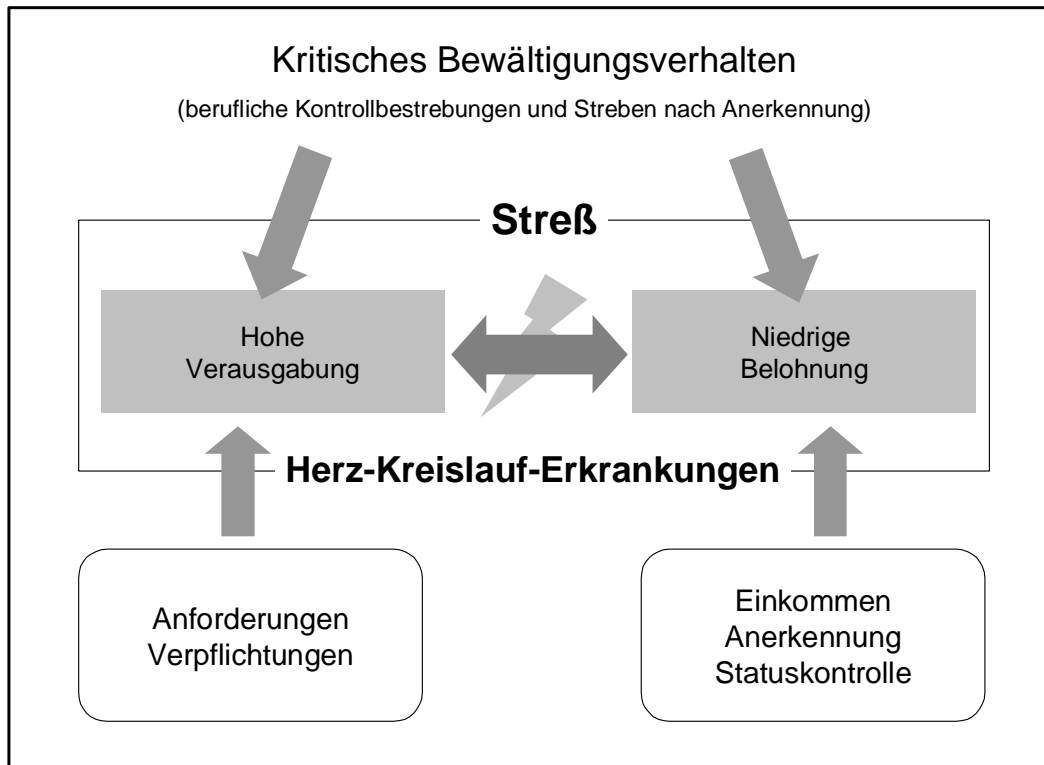 Kritisches Bewältigungsverhalten
(berufliche Kontrollbestrebungen und Streben nach Anerkennung)
Streß
Hohe
Verausgabung
Niedrige
Belohnung
Herz-Kreislauf-Erkrankungen
Anforderungen
Verpflichtungen
Einkommen
Anerkennung
Statuskontrolle